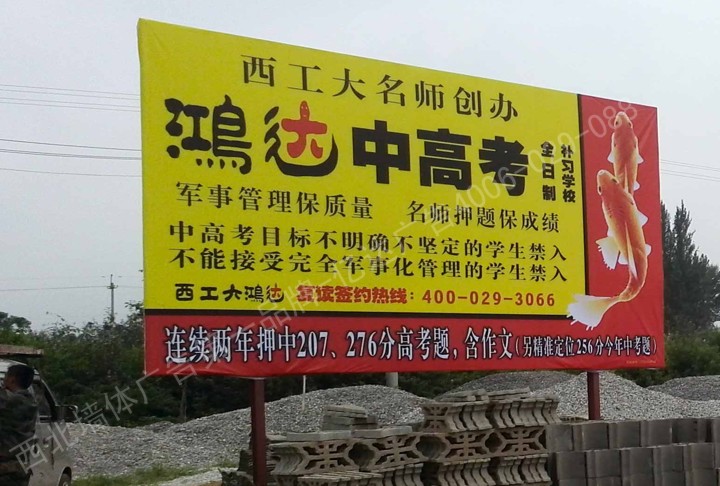 西工大名师创办
鸿达中高考
全日制
补习学校
军事管理保质量 名师押题保成绩
中高考目标不明确不坚定的学生禁入
不能接受完全军事化管理的学生禁入
西工大鸿达 复读签约热线:400-029-3066
连续两年押中207、276分高考题,含作文(另精准定位256分今年中考题)